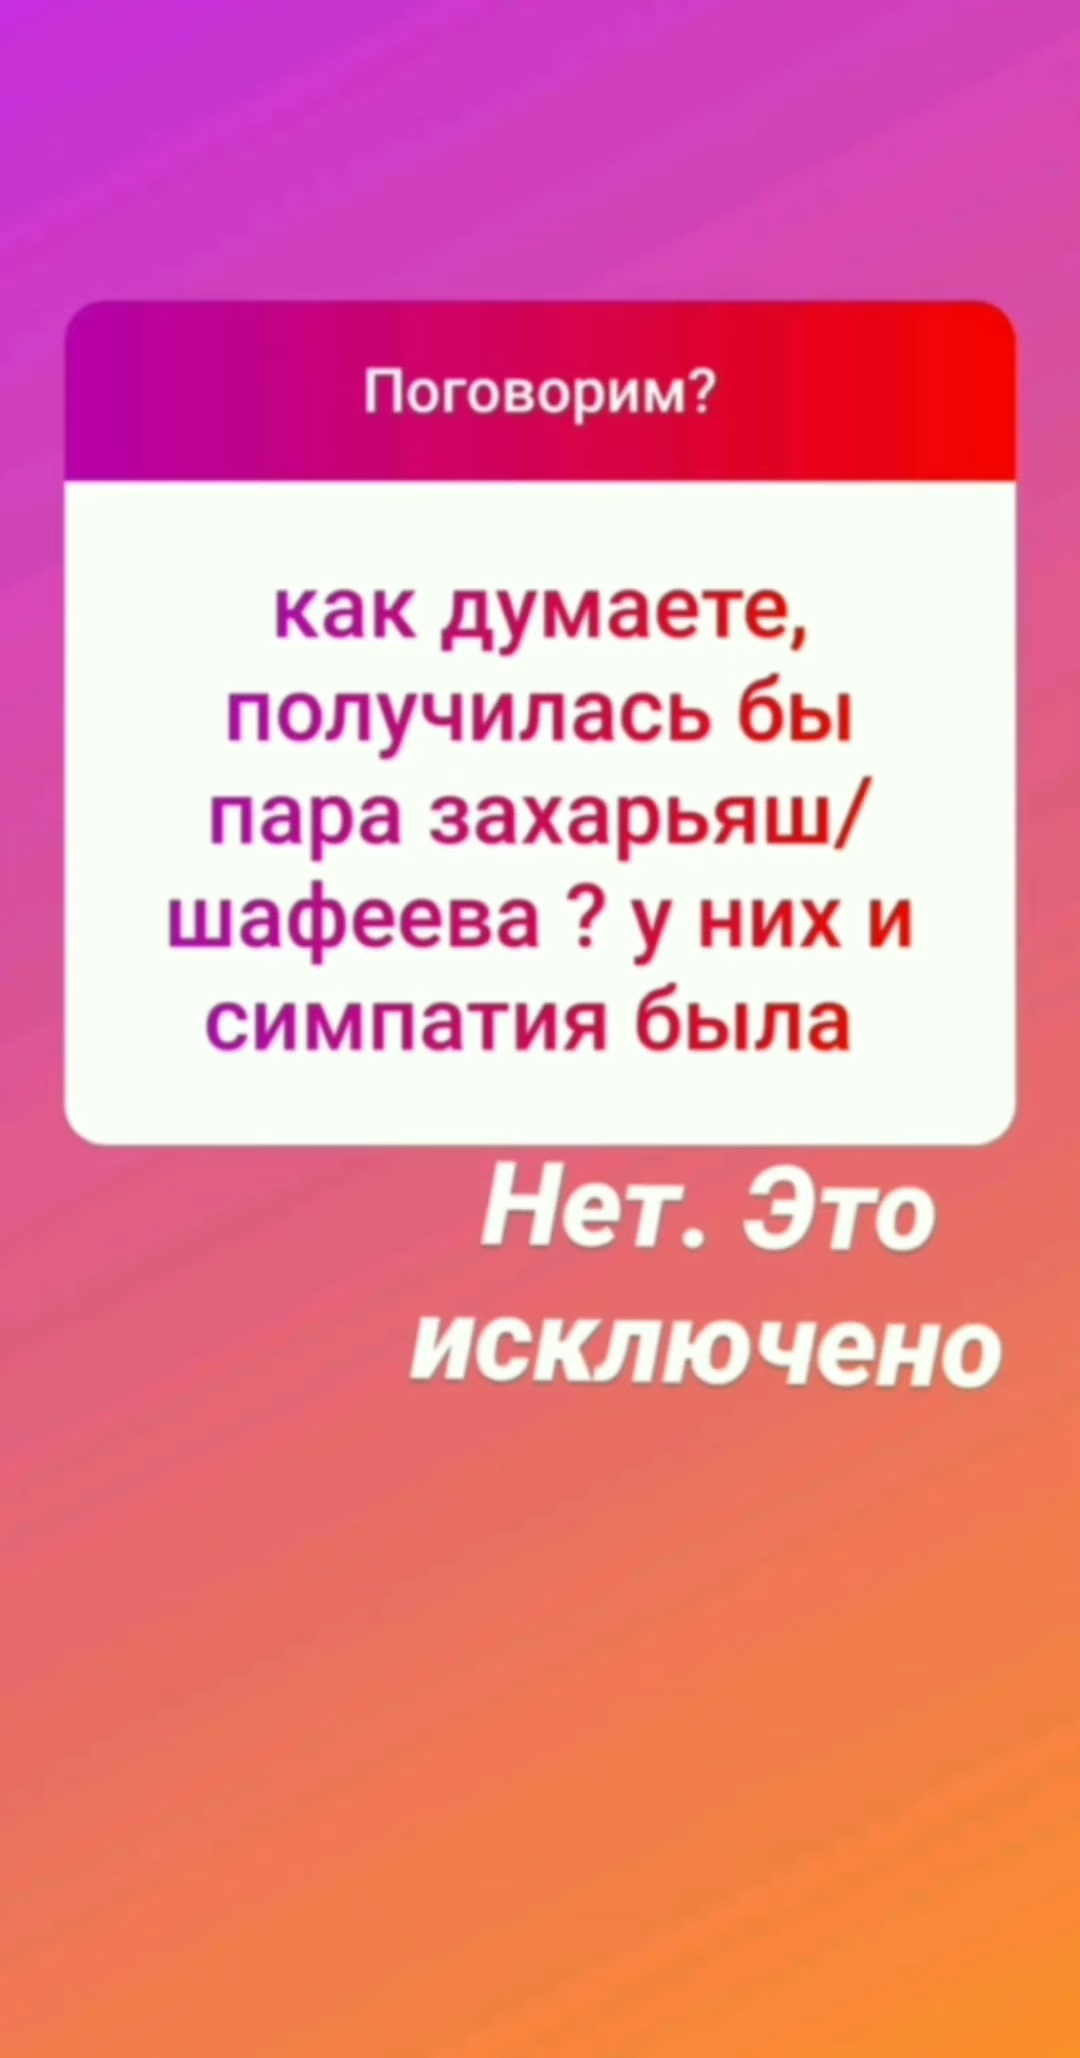 Поговорим?
как думаете,
получилась бы
пара захарьяш/
шафеева ? у них и
симпатия была
Нет. Это
исключено